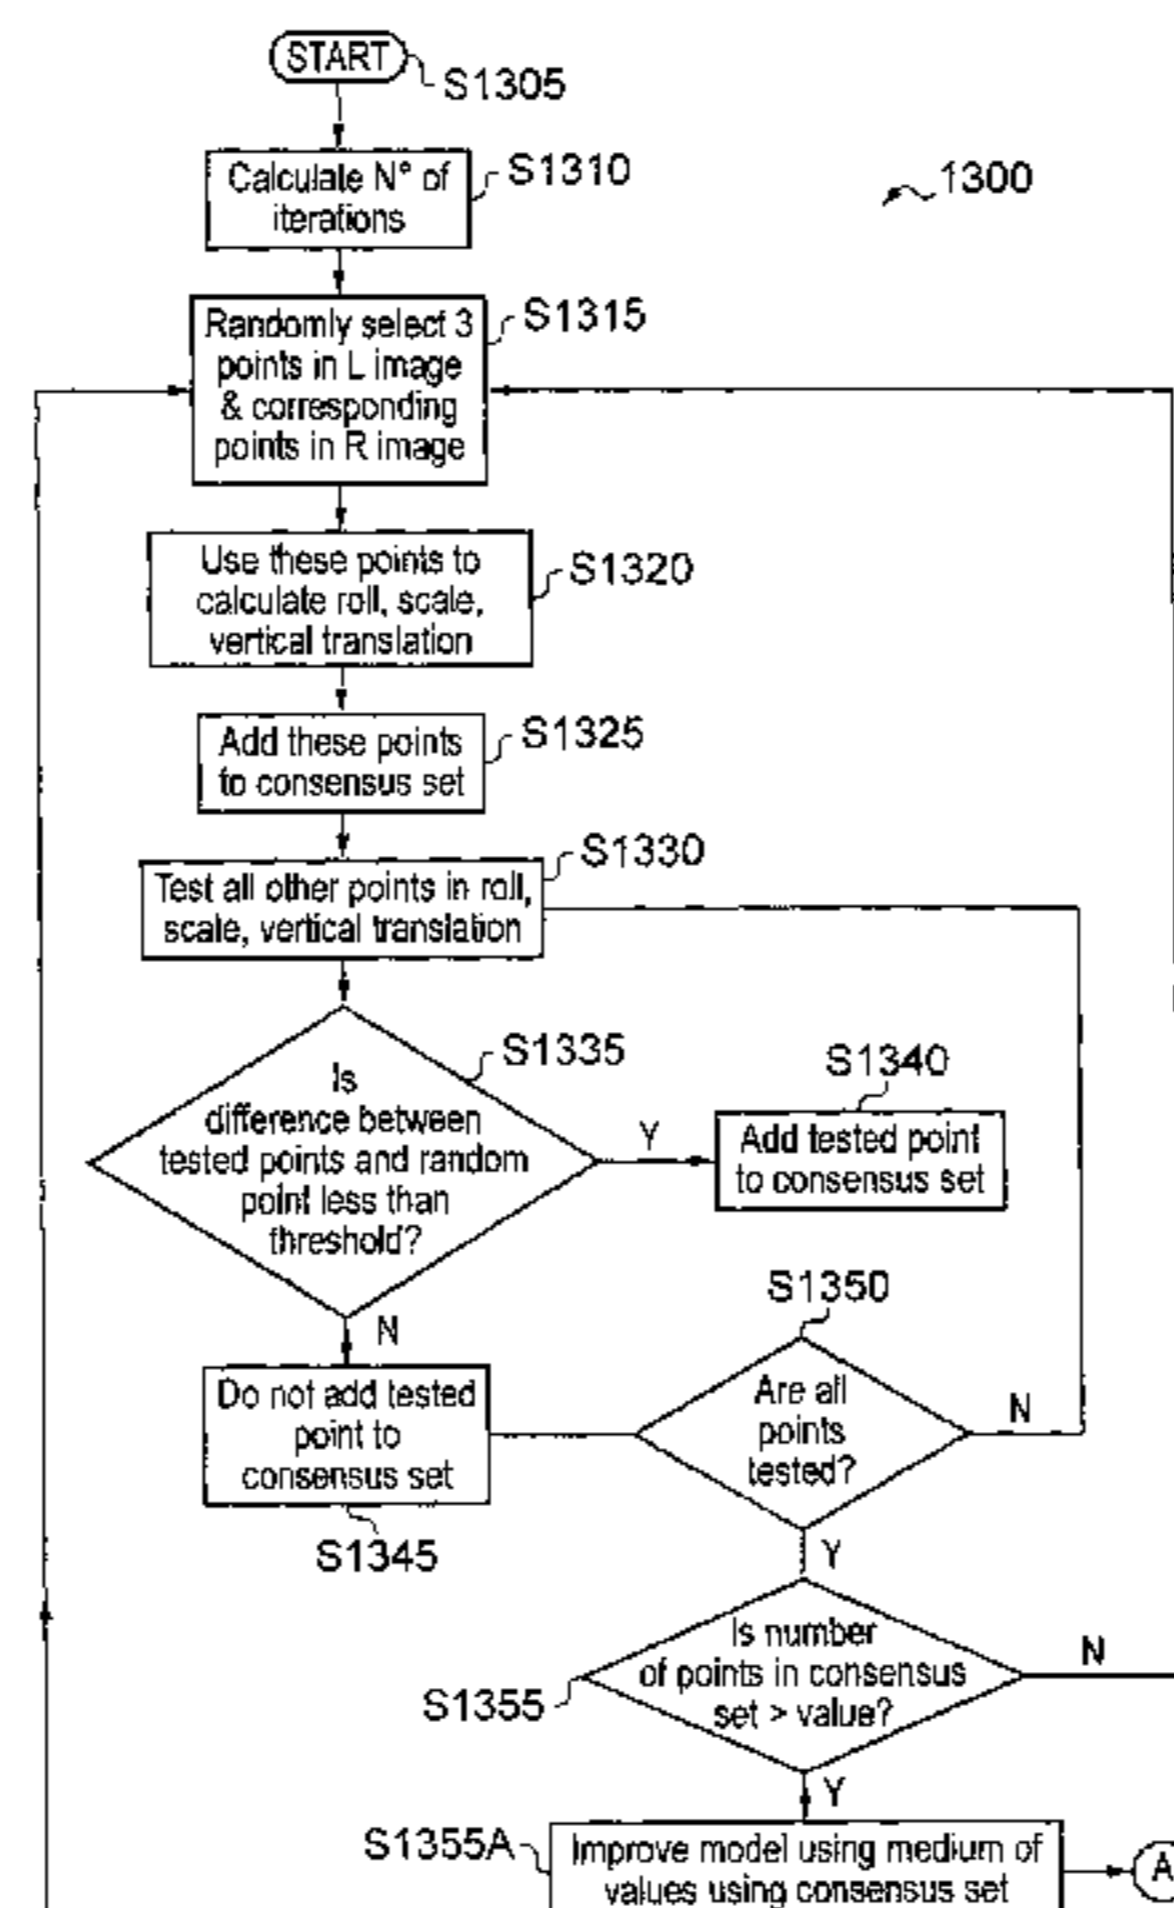 START
S1305
Calculate N° of
iterations
S1310
1300
Randomly select 3
points in L image
& corresponding
points in R image
S1315
Use these points to
calculate roll, scale,
vertical translation
S1320
Add these points
to consensus set
S1325
Test all other points in roll,
scale, vertical translation
S1330
Is
difference between
tested points and random
point less than
threshold?
S1335
Y
S1340
Add tested point
to consensus set
N
Do not add tested
point to
consensus set
S1345
S1350
Are all
points
tested?
N
Y
Is number
of points in consensus
set > value?
S1355
N
Y
S1355A
Improve model using medium of
values using consensus set
A